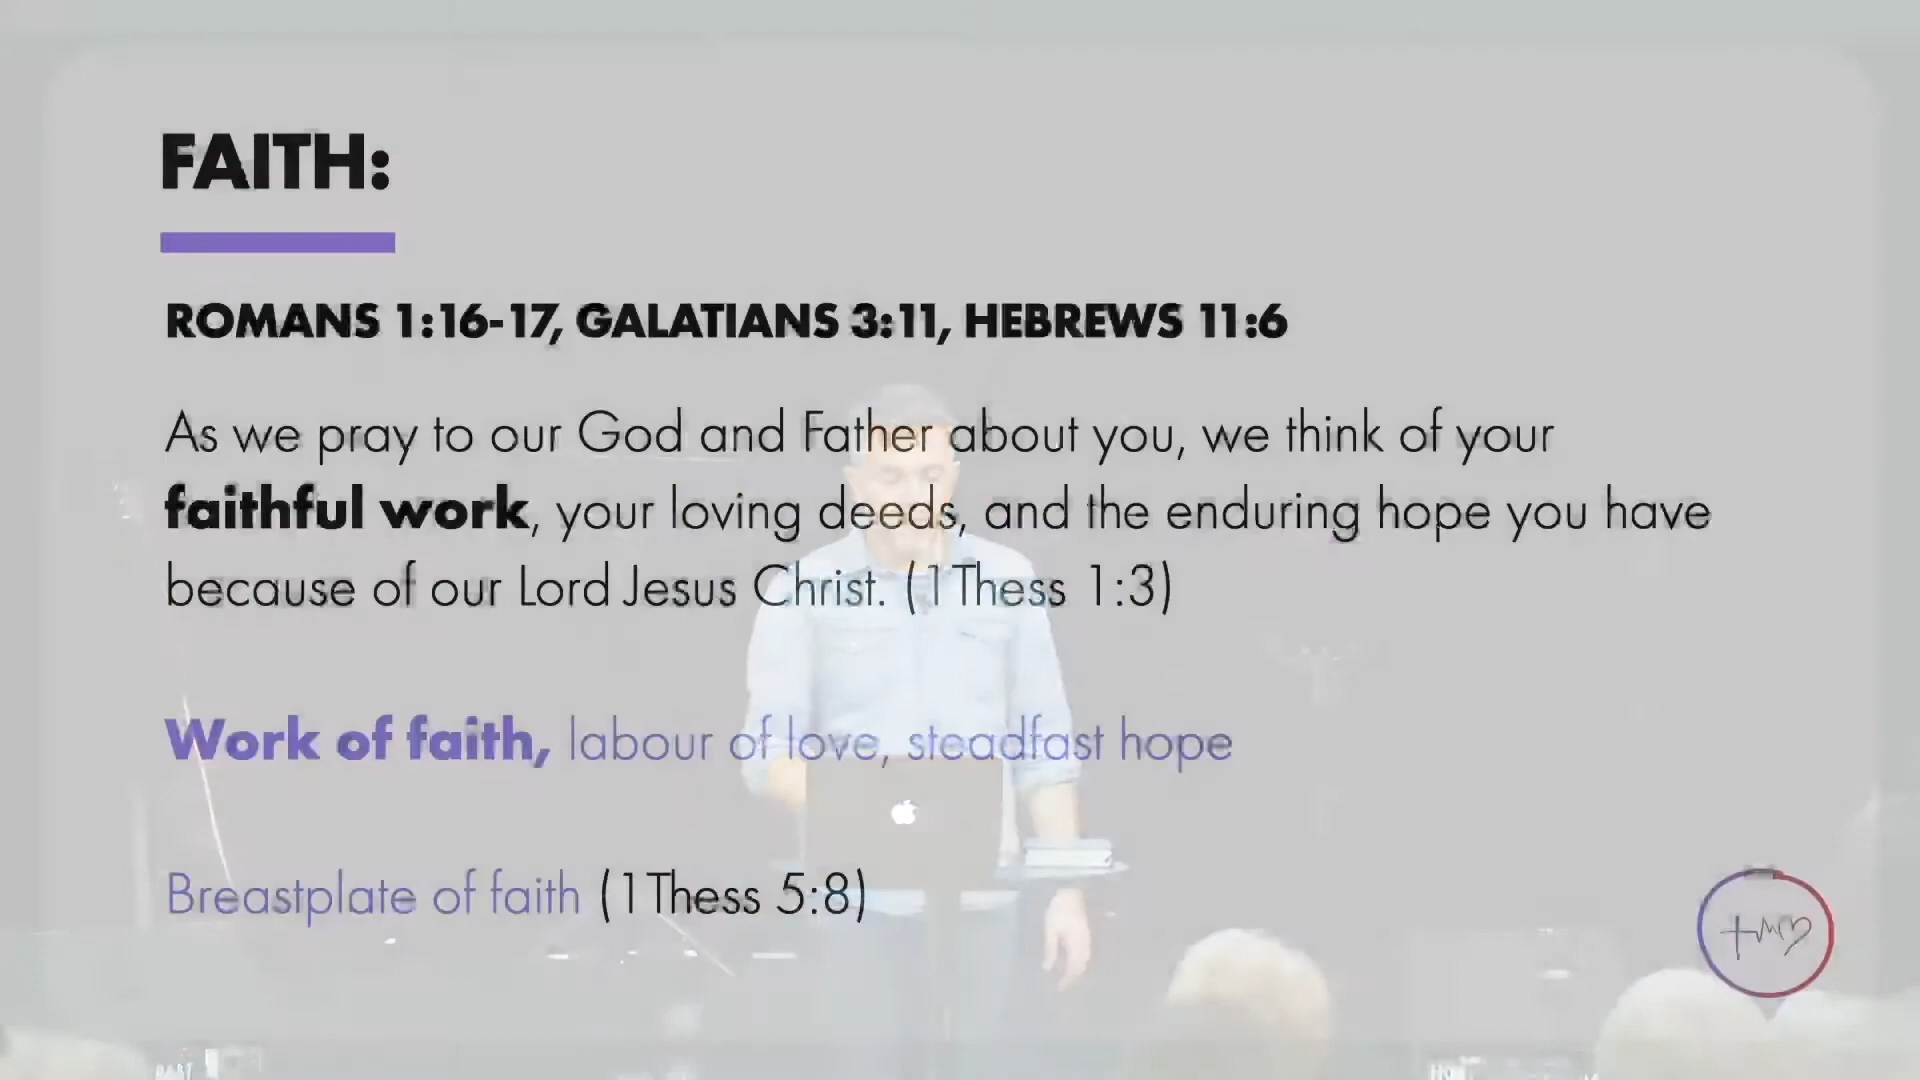 FAITH:
ROMANS 1:16-17, GALATIANS 3:11, HEBREWS 11:6
As we pray to our God and Father about you, we think of your
faithful work, your loving deeds, and the enduring hope you have
because of our Lord Jesus Christ. (1 Thess 1:3)
Work of faith, labour of love, steadfast hope
Breastplate of faith (1 Thess 5:8)